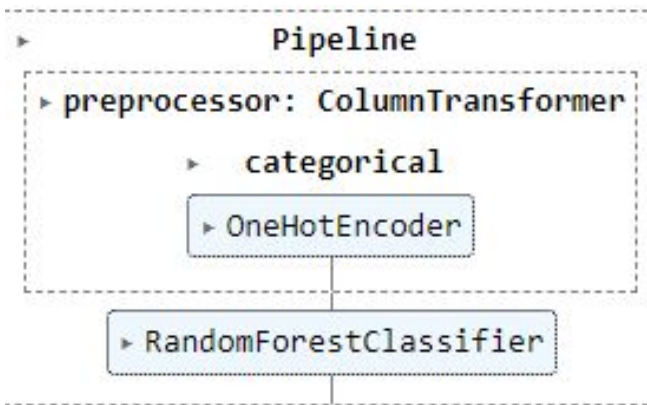 Pipeline
preprocessor: ColumnTransformer
categorical
OneHotEncoder
RandomForestClassifier